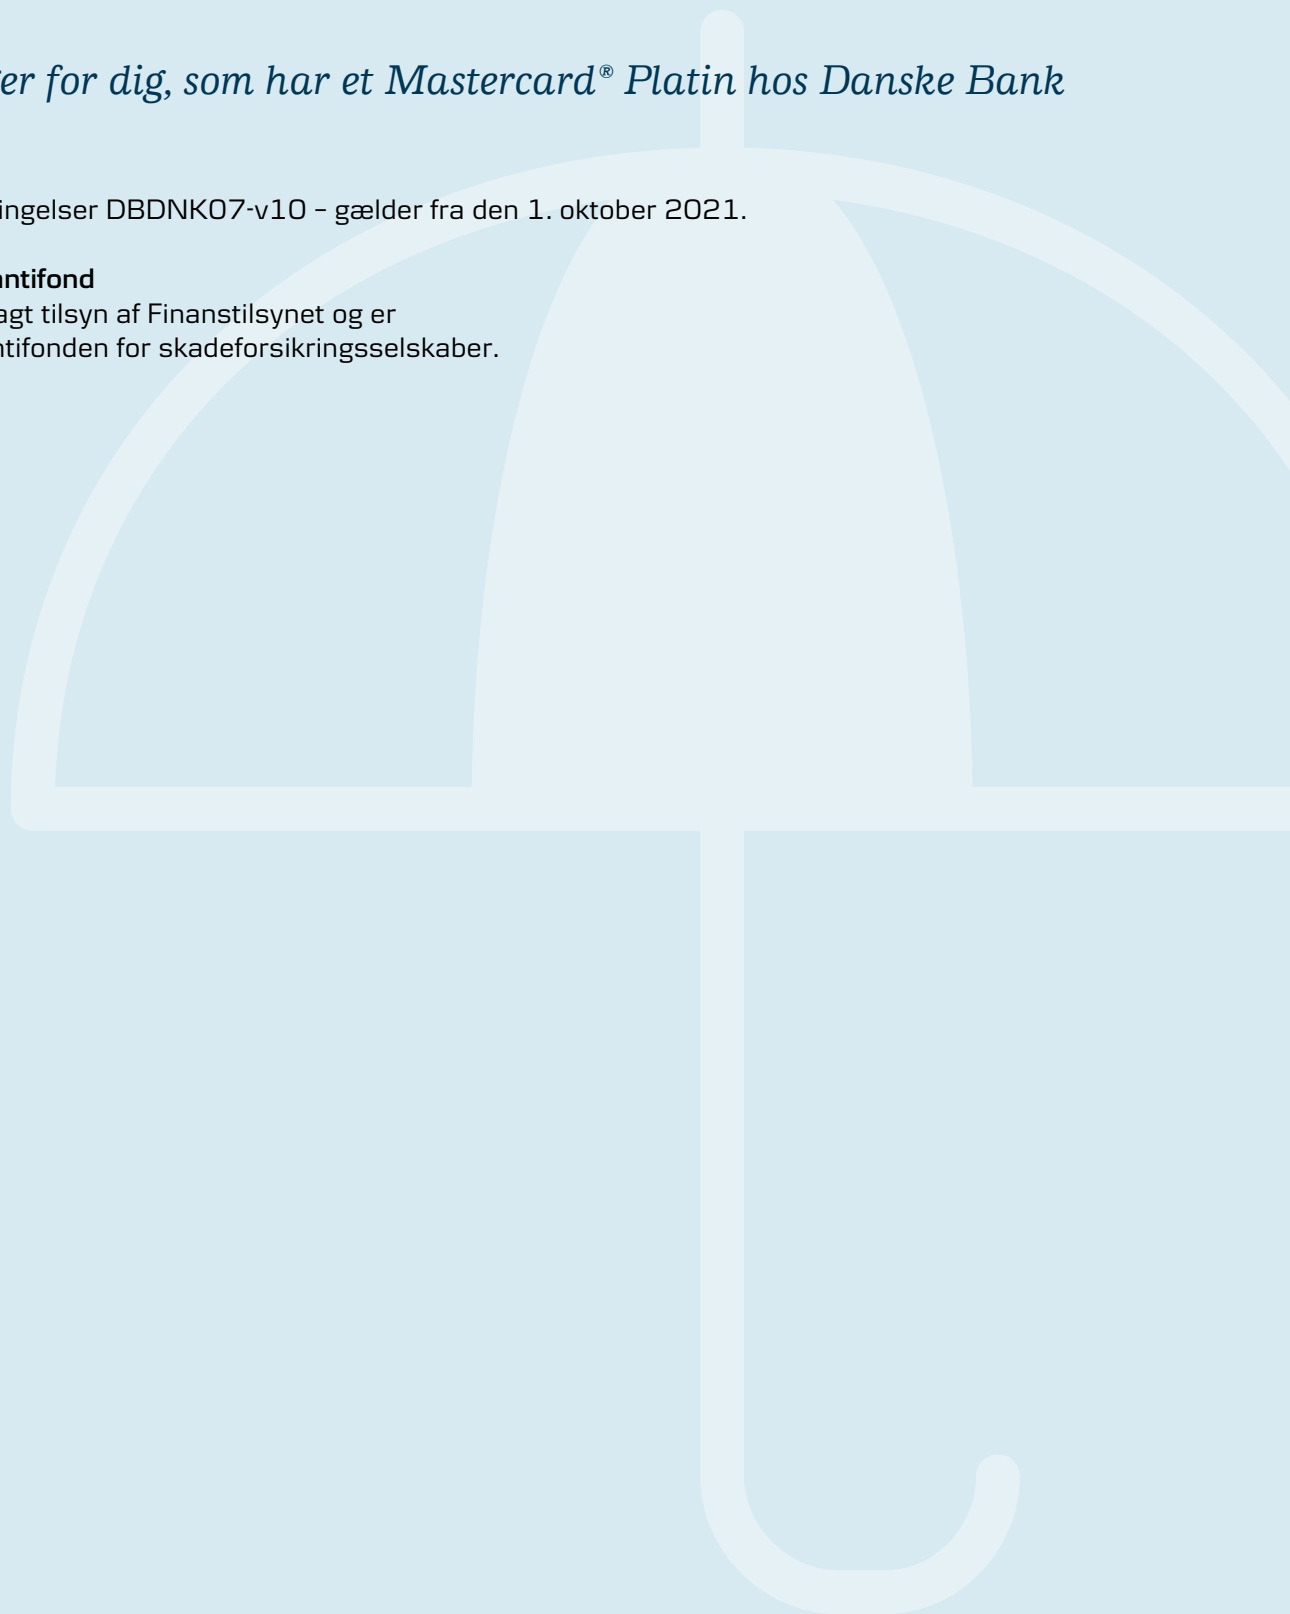 er for dig, som har et Mastercard® Platin hos Danske Bank
ingelser DBDNK07-v10 – gælder fra den 1. oktober 2021.
ntifond
agt tilsyn af Finanstilsynet og er
ntifonden for skadeforsikringsselskaber.